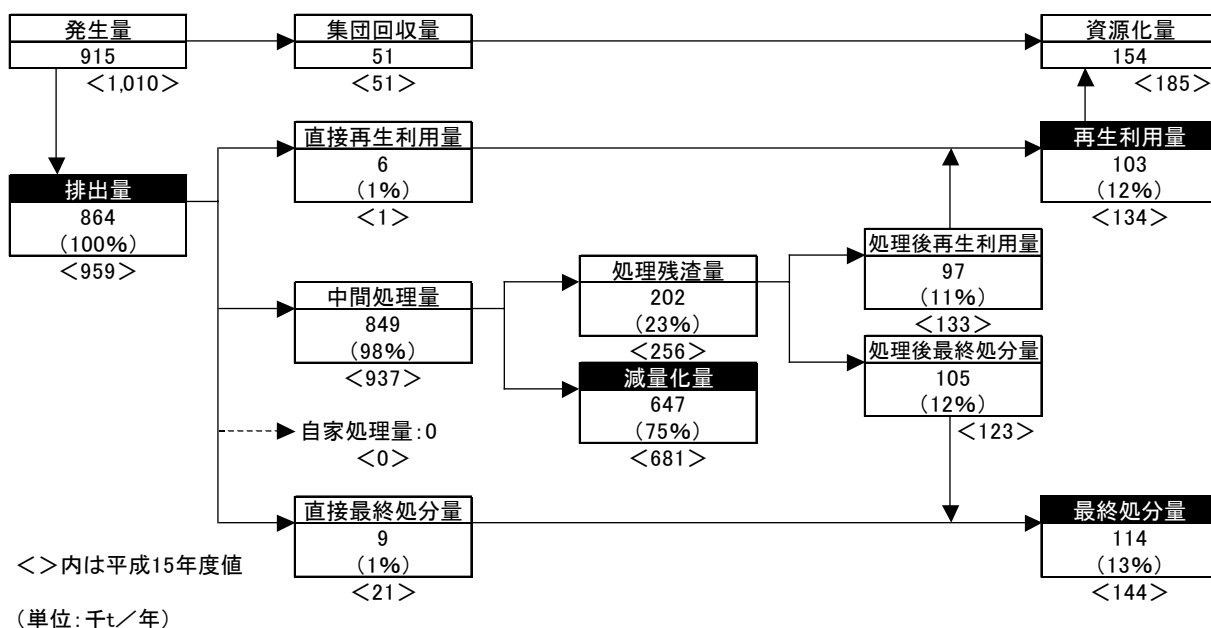 発生量
915
＜1,010＞
集団回収量
51
＜51＞
資源化量
154
＜185＞
直接再生利用量
6
（1%）
＜1＞
再生利用量
103
（12%）
＜134＞
排出量
864
（100%）
＜959＞
処理後再生利用量
97
（11%）
＜133＞
処理残渣量
202
（23%）
＜256＞
中間処理量
849
（98%）
＜937＞
処理後最終処分量
105
（12%）
＜123＞
減量化量
647
（75%）
＜681＞
自家処理量：0
＜0＞
直接最終処分量
9
（1%）
＜21＞
最終処分量
114
（13%）
＜144＞
＜＞内は平成15年度値
（単位：千t／年）